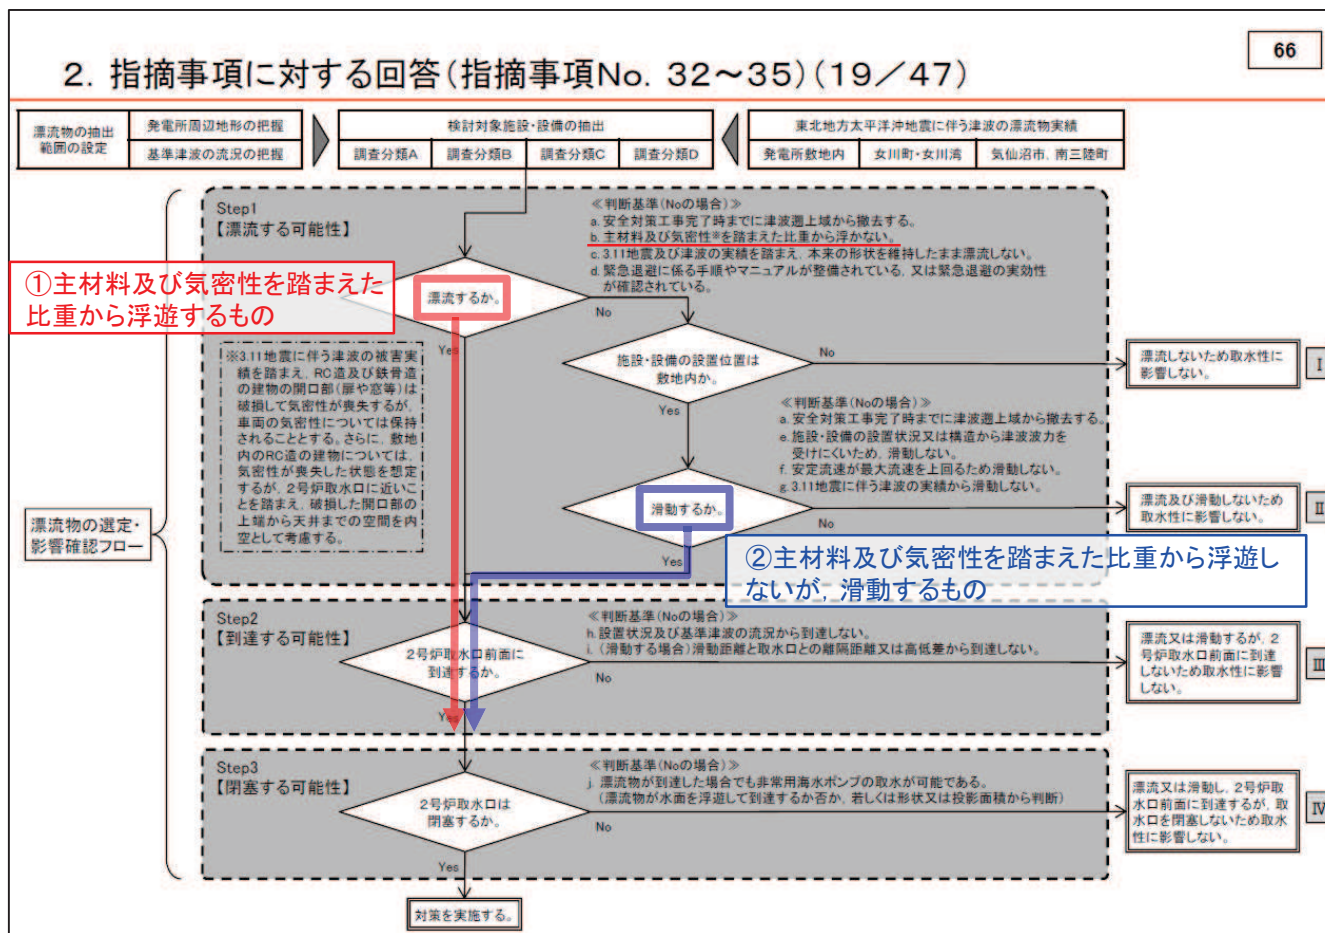 66
2. 指摘事項に対する回答(指摘事項No. 32~35)(19/47)
漂流物の抽出
範囲の設定
発電所周辺地形の把握
基準津波の流況の把握
検討対象施設・設備の抽出
調査分類A
調査分類B
調査分類C
調査分類D
東北地方太平洋沖地震に伴う津波の漂流物実績
発電所敷地内
女川町・女川湾
気仙沼市、南三陸町
Step1
【漂流する可能性】
≪判断基準(Noの場合)≫
a. 安全対策工事完了時までに津波遡上域から撤去する。
b. 主材料及び気密性※を踏まえた比重から浮かない。
c. 3.11地震及び津波の実績を踏まえ、本来の形状を維持したまま漂流しない。
d. 緊急退避に係る手順やマニュアルが整備されている、又は緊急退避の実効性
が確認されている。
①主材料及び気密性を踏まえた
比重から浮遊するもの
漂流するか。
No
Yes
※3.11地震に伴う津波の被害実
績を踏まえ、RC造及び鉄骨造
の建物の開口部(扉や窓等)は
破損して気密性が喪失するが、
車両の気密性については保持
されることとする。さらに、敷地
内のRC造の建物については、
気密性が喪失した状態を想定
するが、2号炉取水口に近いこ
とを踏まえ、破損した開口部の
上端から天井までの空間を内
空として考慮する。
施設・設備の設置位置は
敷地内か。
No
Yes
漂流しないため取水性に
影響しない。
Ⅰ
≪判断基準(Noの場合)≫
a. 安全対策工事完了時までに津波遡上域から撤去する。
e. 施設・設備の設置状況又は構造から津波波力を
受けにくいため、滑動しない。
f. 安定流速が最大流速を上回るため滑動しない。
g. 3.11地震に伴う津波の実績から滑動しない。
滑動するか。
No
Yes
漂流及び滑動しないため
取水性に影響しない。
Ⅱ
漂流物の選定・
影響確認フロー
②主材料及び気密性を踏まえた比重から浮遊し
ないが、滑動するもの
Step2
【到達する可能性】
≪判断基準(Noの場合)≫
h. 設置状況及び基準津波の流況から到達しない。
i. (滑動する場合)滑動距離と取水口との離隔距離又は高低差から到達しない。
2号炉取水口前面に
到達するか。
No
Yes
漂流又は滑動するが、2
号炉取水口前面に到達
しないため取水性に影響
しない。
Ⅲ
Step3
【閉塞する可能性】
≪判断基準(Noの場合)≫
j. 漂流物が到達した場合でも非常用海水ポンプの取水が可能である。
(漂流物が水面を浮遊して到達するか否か、若しくは形状又は投影面積から判断)
2号炉取水口は
閉塞するか。
No
Yes
漂流又は滑動し、2号炉取
水口前面に到達するが、取
水口を閉塞しないため取水
性に影響しない。
Ⅳ
対策を実施する。